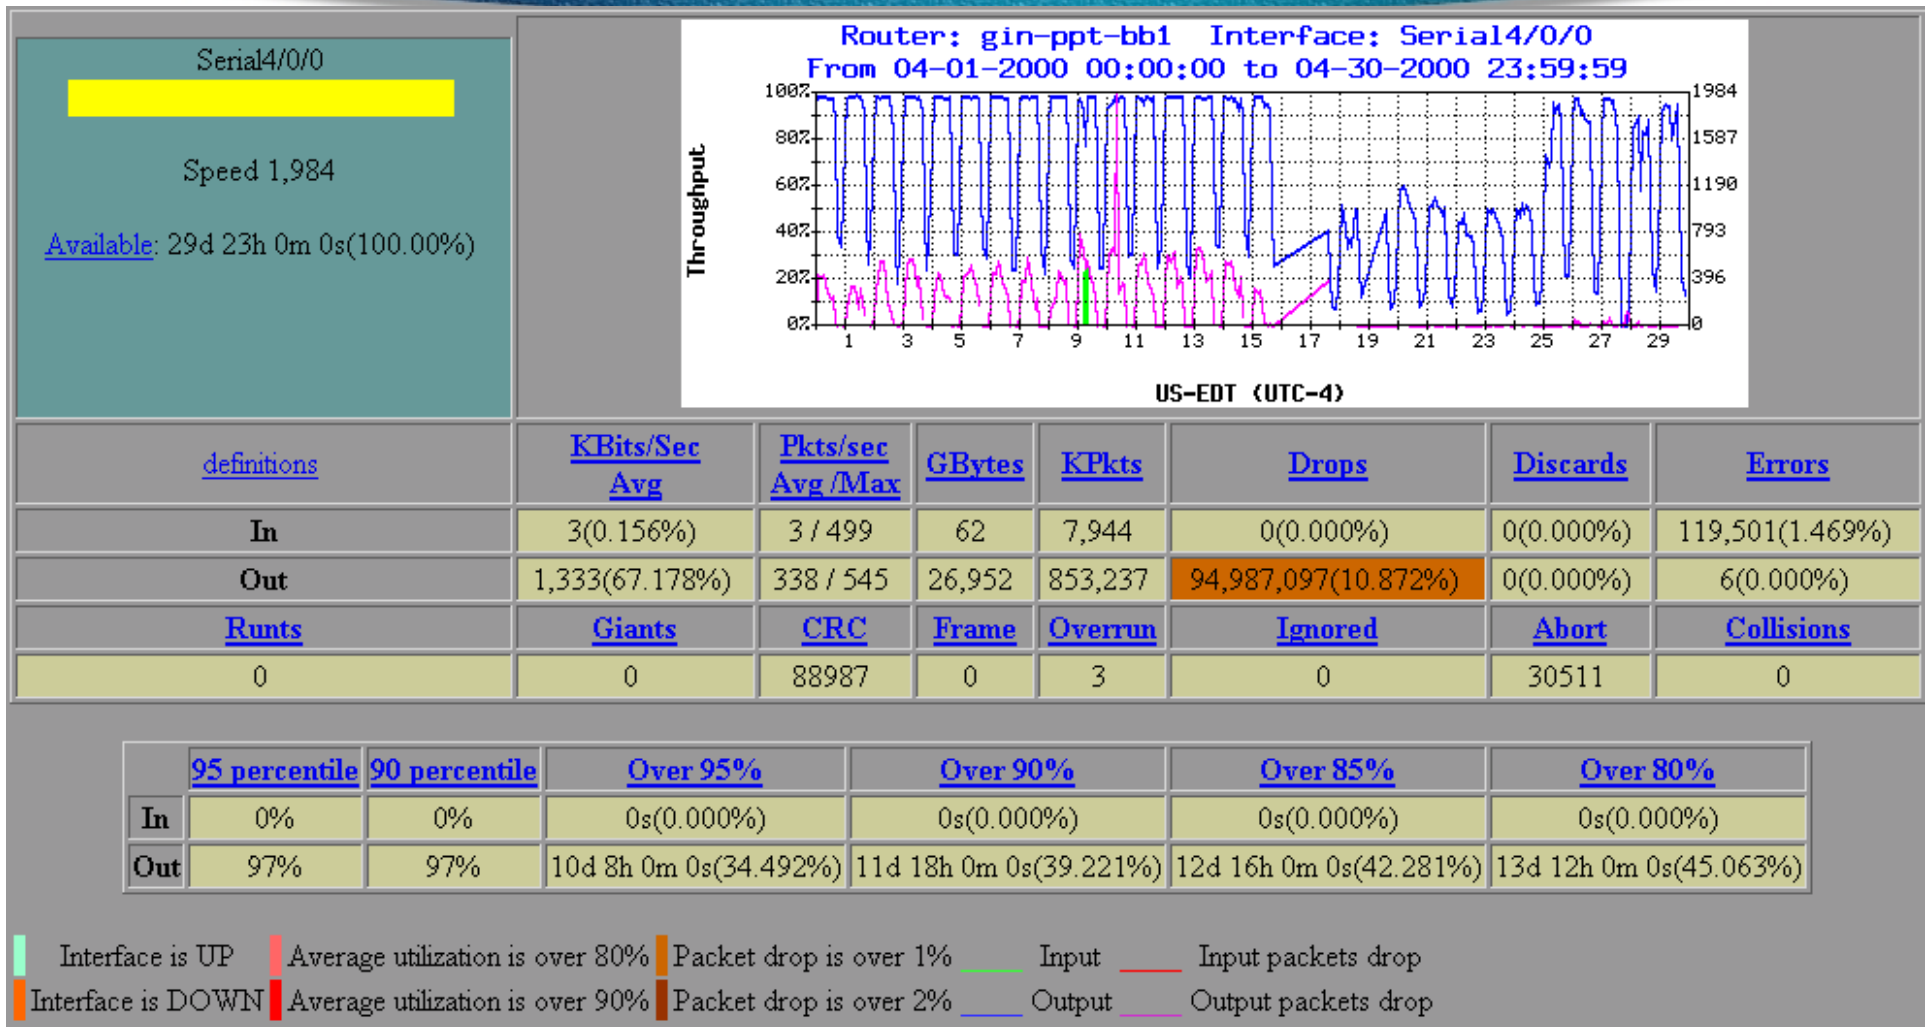 Serial4/0/0
Speed 1,984
Available: 29d 23h 0m 0s(100.00%)
Router: gin-ppt-bb1 Interface: Serial4/0/0
From 04-01-2000 00:00:00 to 04-30-2000 23:59:59
Throughput
100% 1984
80% 1587
60% 1190
40% 793
20% 396
0% 0
1 3 5 7 9 11 13 15 17 19 21 23 25 27 29
US-EDT (UTC-4)
definitions KBits/Sec Avg Pkts/sec Avg /Max GBytes KPkts Drops Discards Errors
In 3(0.156%) 3 / 499 62 7,944 0(0.000%) 0(0.000%) 119,501(1.469%)
Out 1,333(67.178%) 338 / 545 26,952 853,237 94,987,097(10.872%) 0(0.000%) 6(0.000%)
Runts Giants CRC Frame Overrun Ignored Abort Collisions
0 0 88987 0 3 0 30511 0
95 percentile 90 percentile Over 95% Over 90% Over 85% Over 80%
In 0% 0% 0s(0.000%) 0s(0.000%) 0s(0.000%) 0s(0.000%)
Out 97% 97% 10d 8h 0m 0s(34.492%) 11d 18h 0m 0s(39.221%) 12d 16h 0m 0s(42.281%) 13d 12h 0m 0s(45.063%)
Interface is UP Average utilization is over 80% Packet drop is over 1% Input Input packets drop
Interface is DOWN Average utilization is over 90% Packet drop is over 2% Output Output packets drop